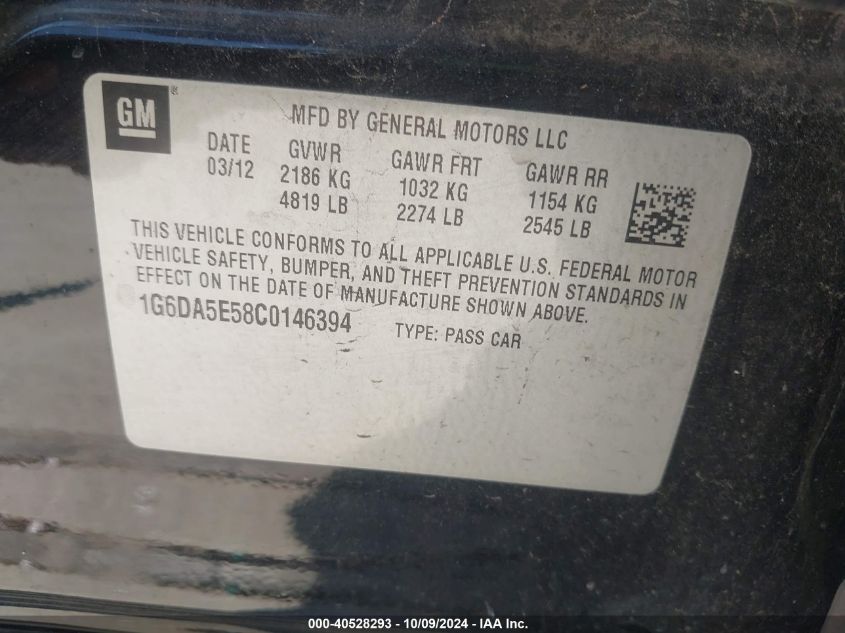 GM ®
MFD BY GENERAL MOTORS LLC
DATE GVWR GAWR FRT GAWR RR
03/12 2186 KG 1032 KG 1154 KG
4819 LB 2274 LB 2545 LB
THIS VEHICLE CONFORMS TO ALL APPLICABLE U.S. FEDERAL MOTOR
VEHICLE SAFETY, BUMPER, AND THEFT PREVENTION STANDARDS IN
EFFECT ON THE DATE OF MANUFACTURE SHOWN ABOVE.
1G6DA5E58C0146394 TYPE: PASS CAR
000-40528293 - 10/09/2024 - IAA Inc.